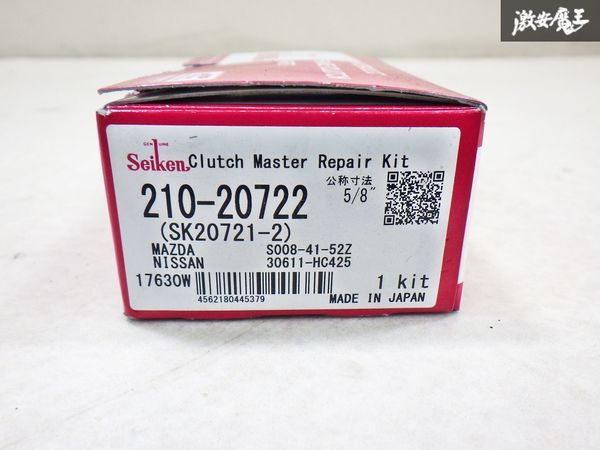 激安魔王
GENUINE
Seiken Clutch Master Repair Kit
210-20722
公称寸法
5/8"
(SK20721-2)
MAZDA S008-41-52Z
NISSAN 30611-HC425
17630W
1 kit
4562180445379
MADE IN JAPAN